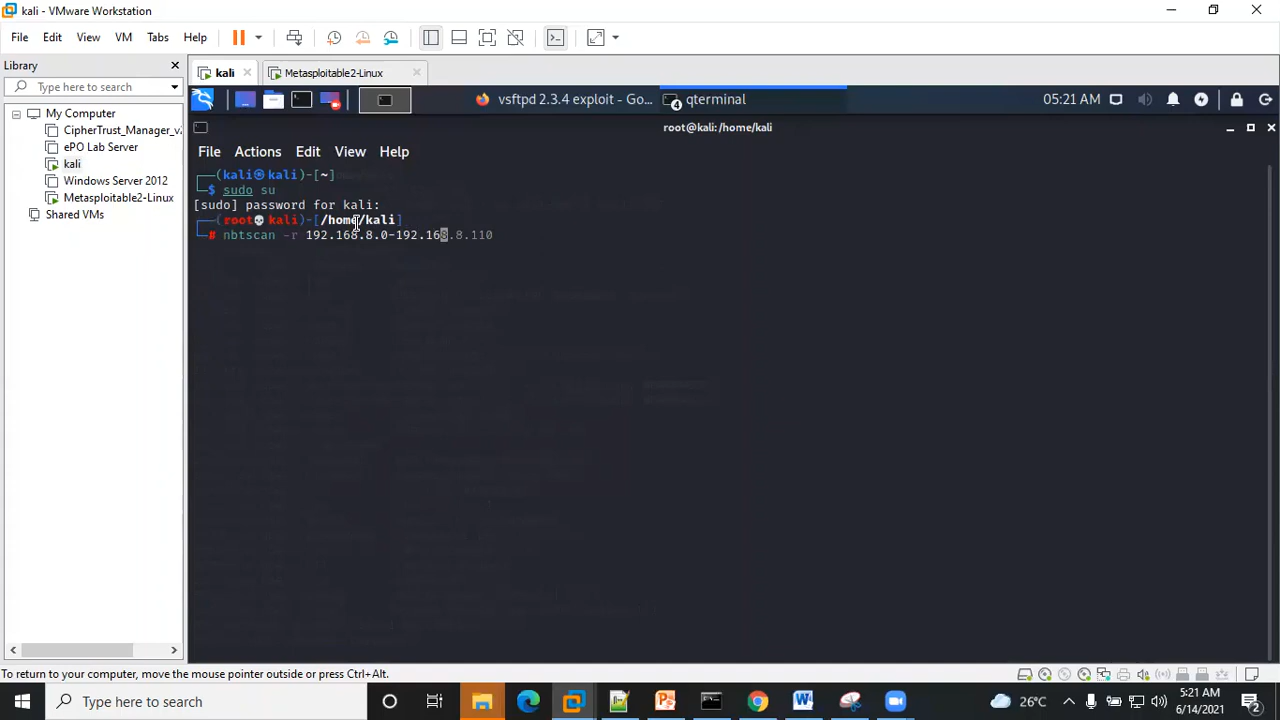 kali - VMware Workstation
File Edit View VM Tabs Help
Library
Type here to search
My Computer
CipherTrust_Manager_v
ePO Lab Server
kali
Windows Server 2012
Metasploitable2-Linux
Shared VMs
kali Metasploitable2-Linux
vsftpd 2.3.4 exploit - Go... 4 qterminal 05:21 AM
root@kali: /home/kali
File Actions Edit View Help
(kali㉿kali)-[~]
$ sudo su
[sudo] password for kali:
(root💀kali)-[/home/kali]
# nbtscan -r 192.168.8.0-192.168.8.110
To return to your computer, move the mouse pointer outside or press Ctrl+Alt.
Type here to search
26°C
5:21 AM
6/14/2021
2